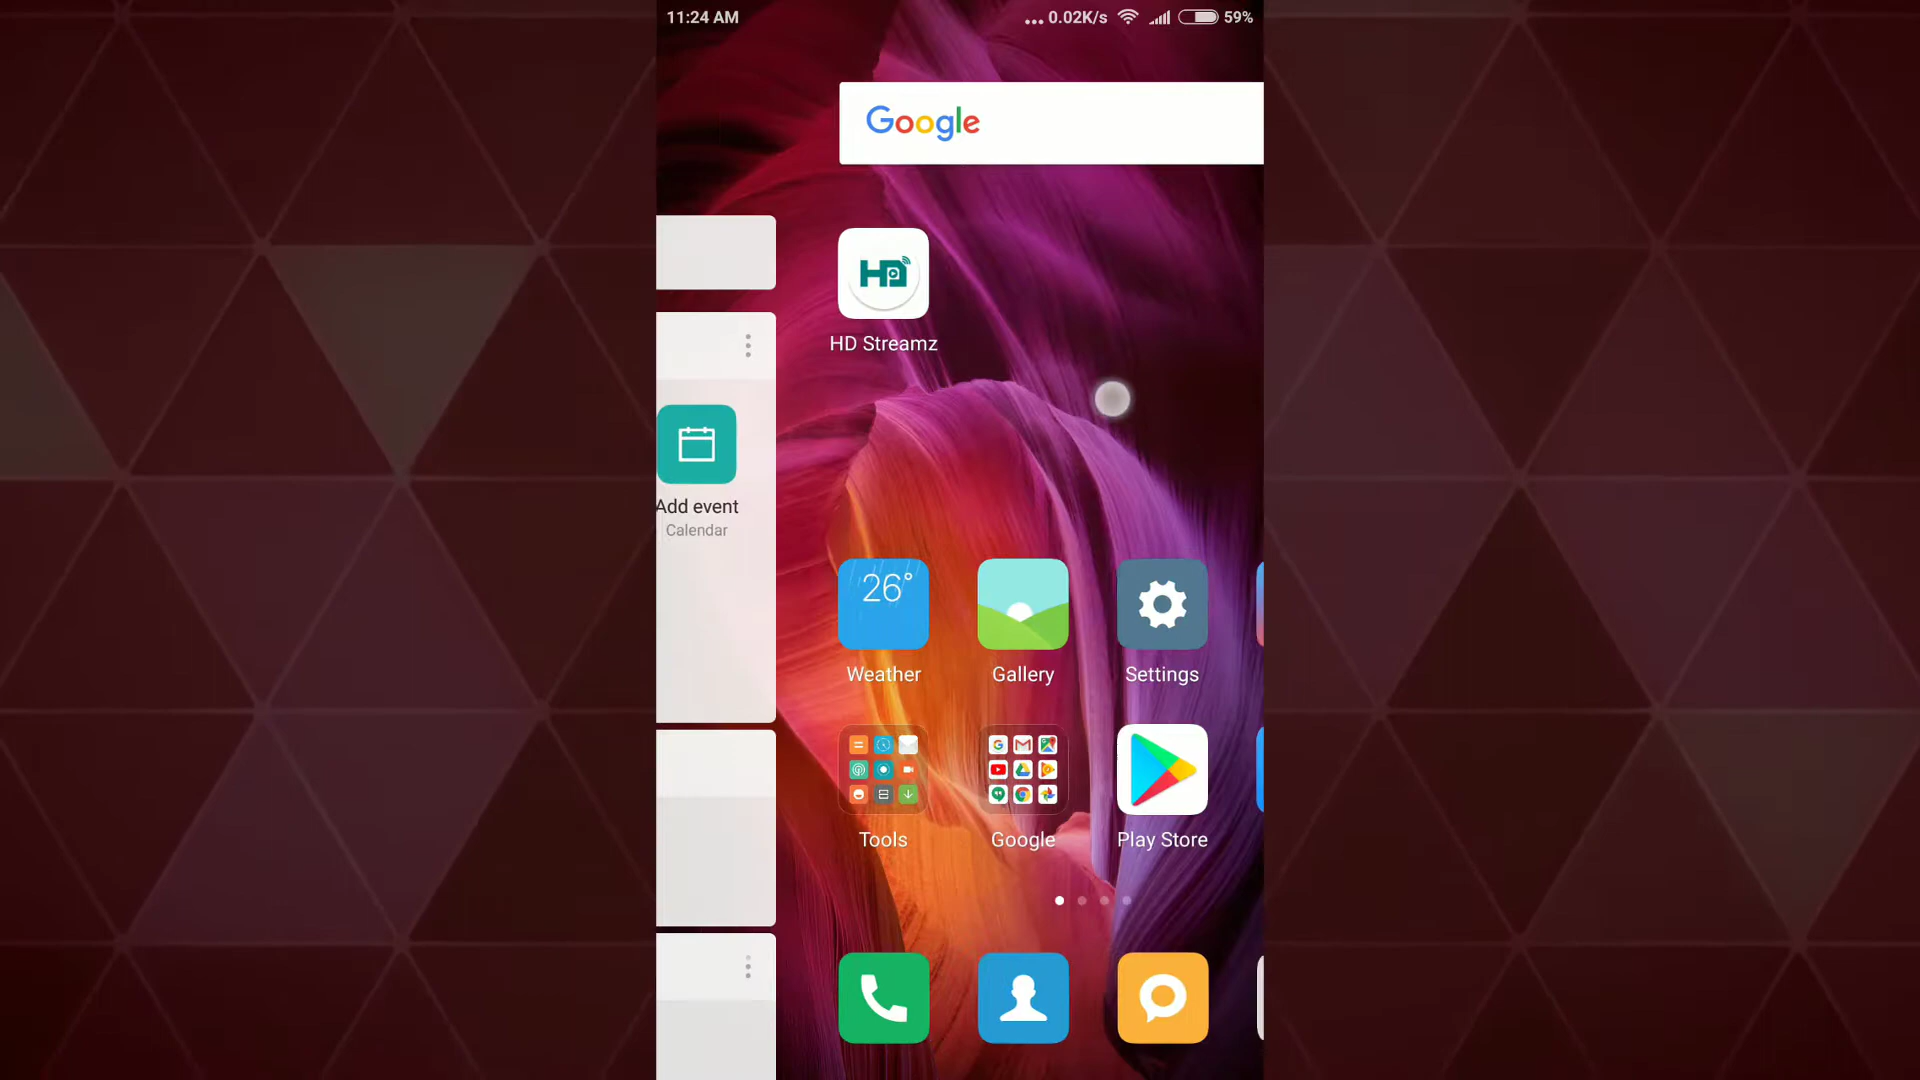 11:24 AM
... 0.02K/s
59%
Google
HD
HD Streamz
Add event
Calendar
26°
Weather
Gallery
Settings
Tools
Google
Play Store